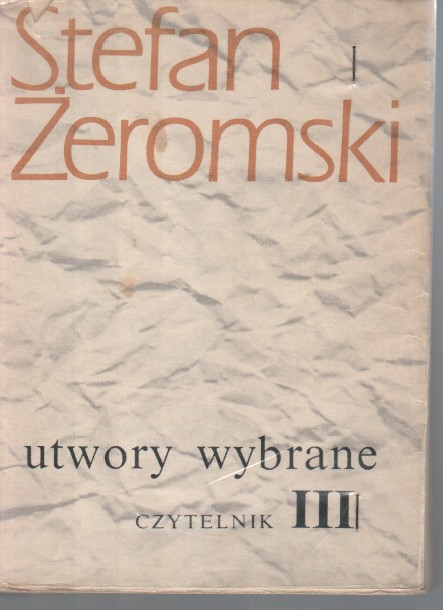 Stefan
Żeromski
utwory wybrane
CZYTELNIK III